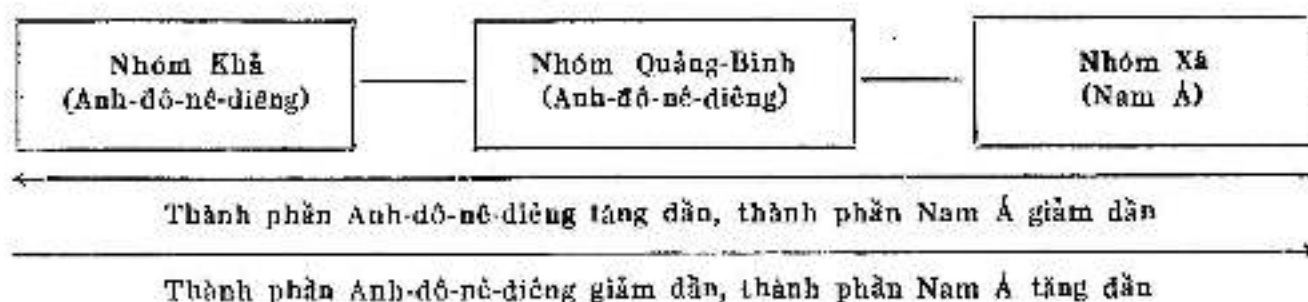 Nhóm Khả
(Anh-đô-nê-diêng)
Nhóm Quảng-Bình
(Anh-đô-nê-diêng)
Nhóm Xá
(Nam Á)
Thành phần Anh-đô-nê-diêng tăng dần, thành phần Nam Á giảm dần
Thành phần Anh-đô-nê-diêng giảm dần, thành phần Nam Á tăng dần